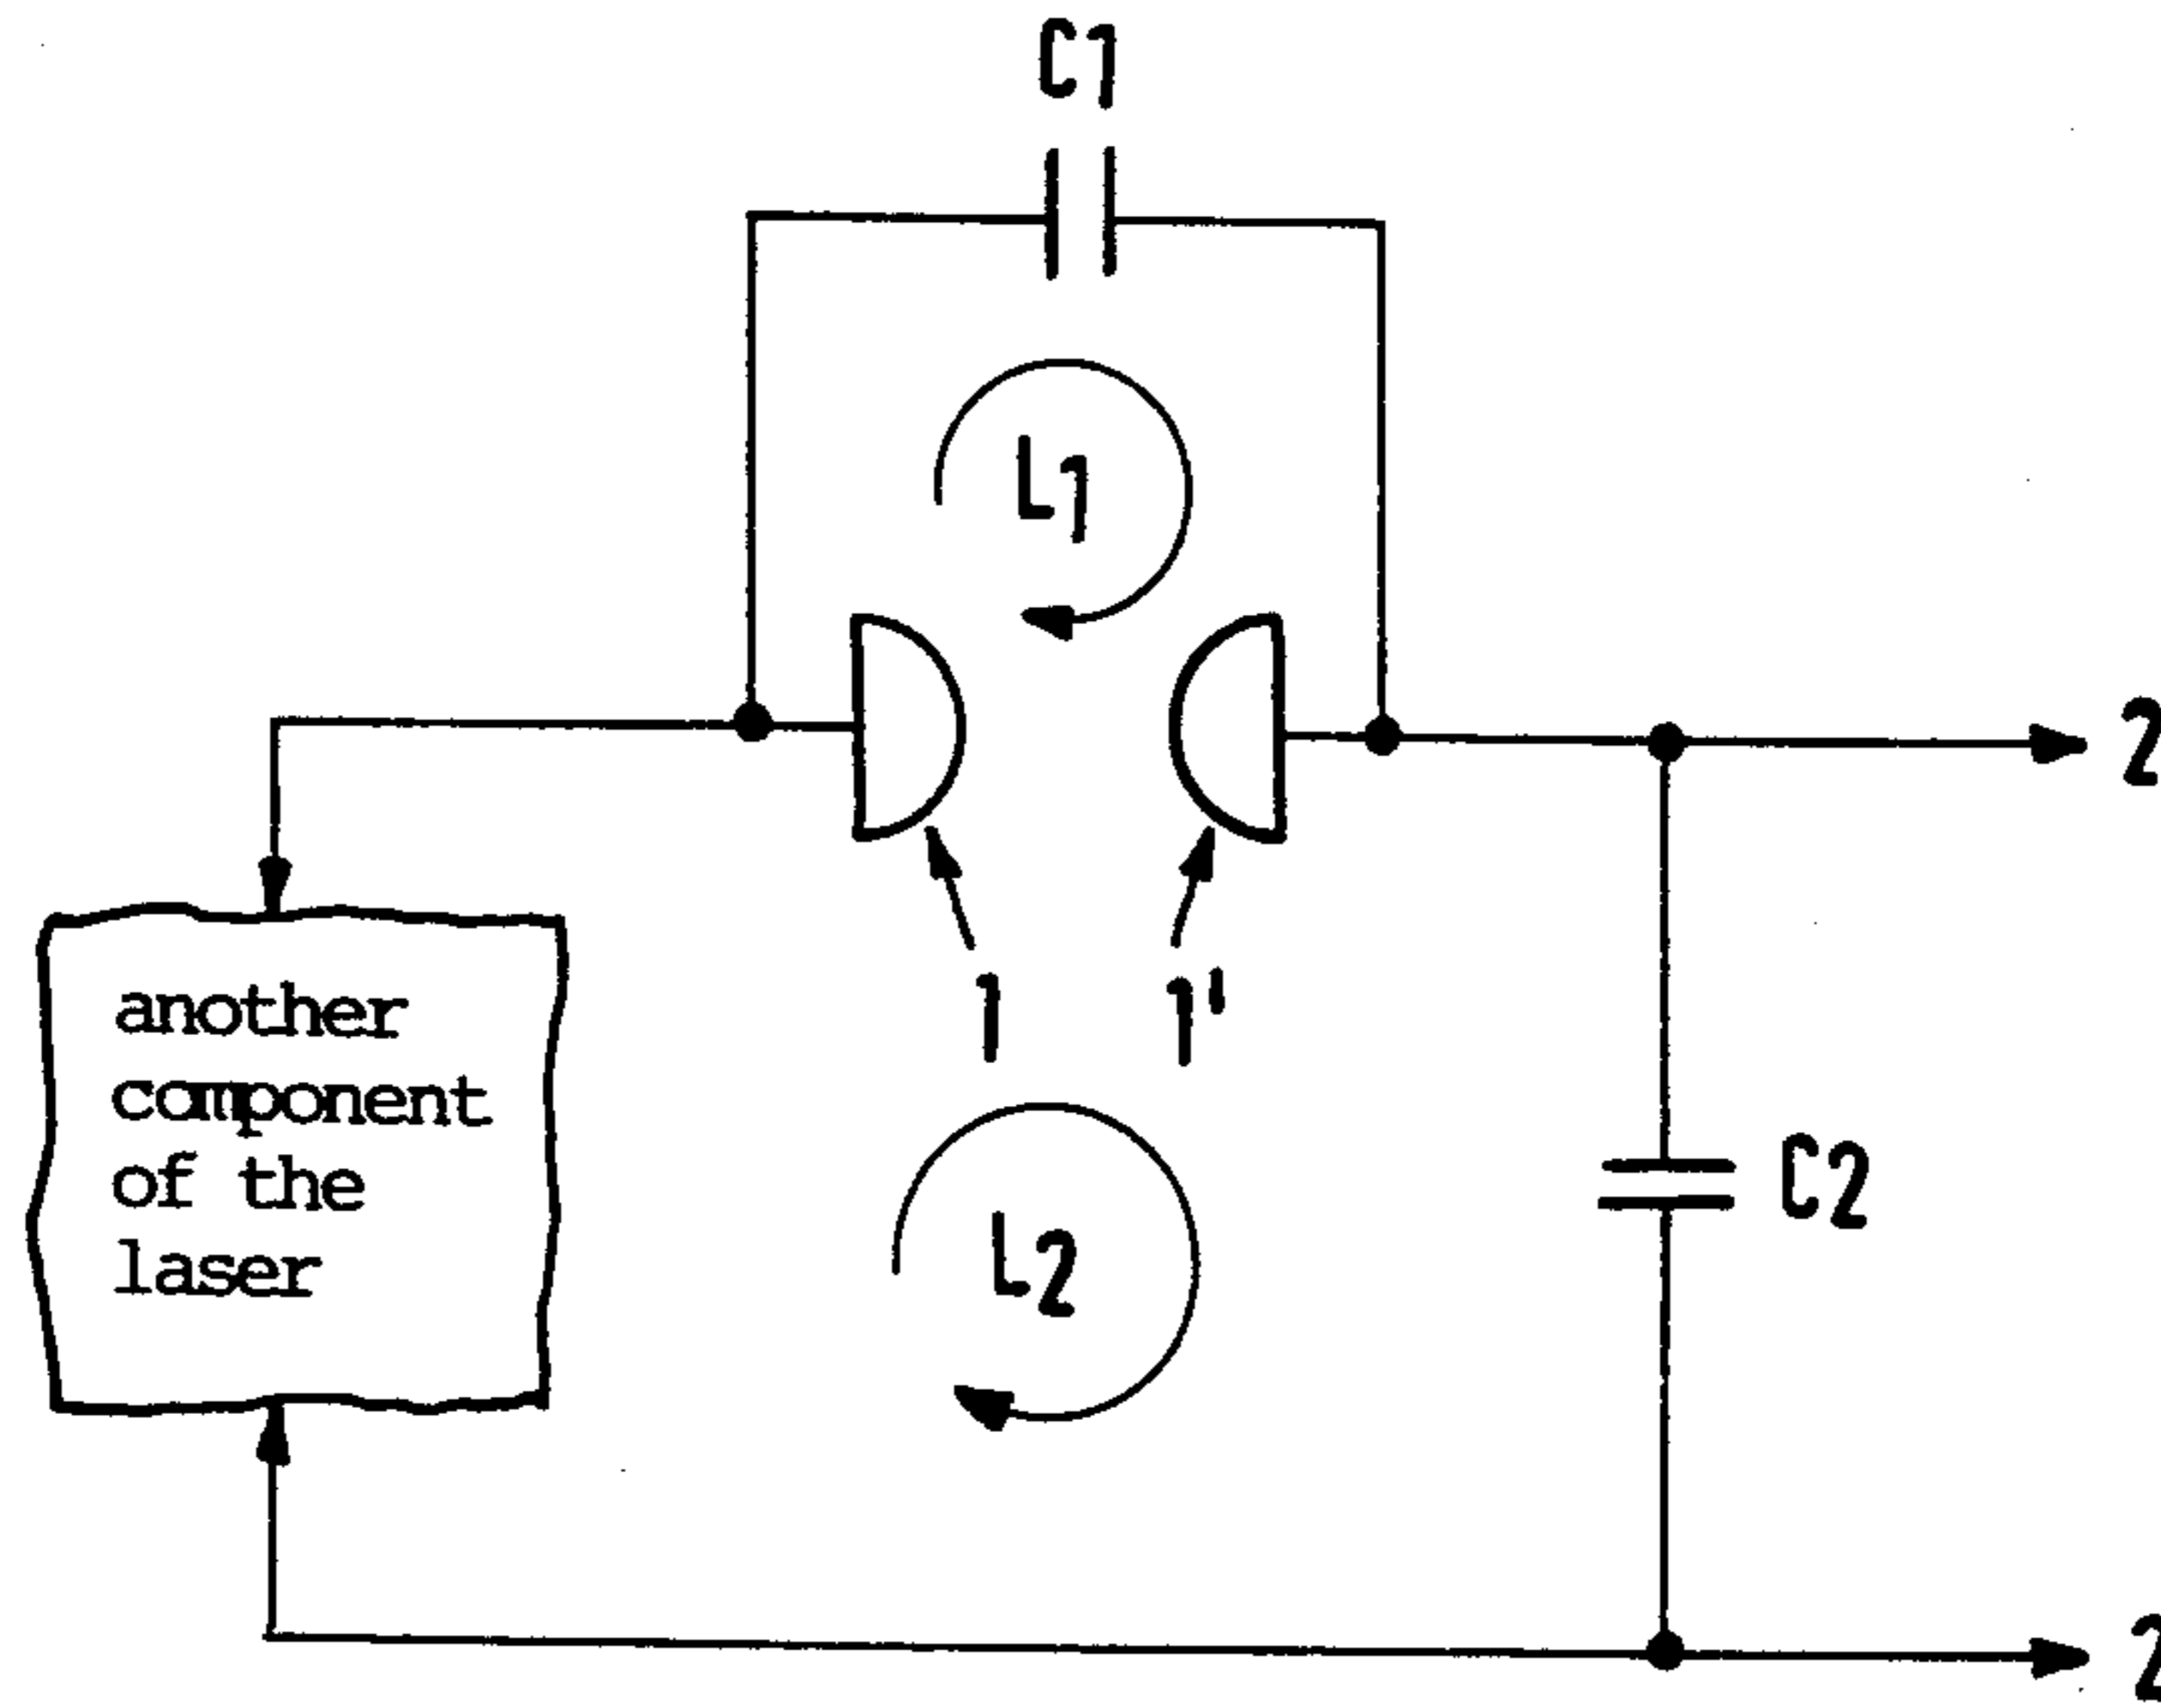 C1
L1
2
1
1'
another
component
of the
laser
C2
L2
2